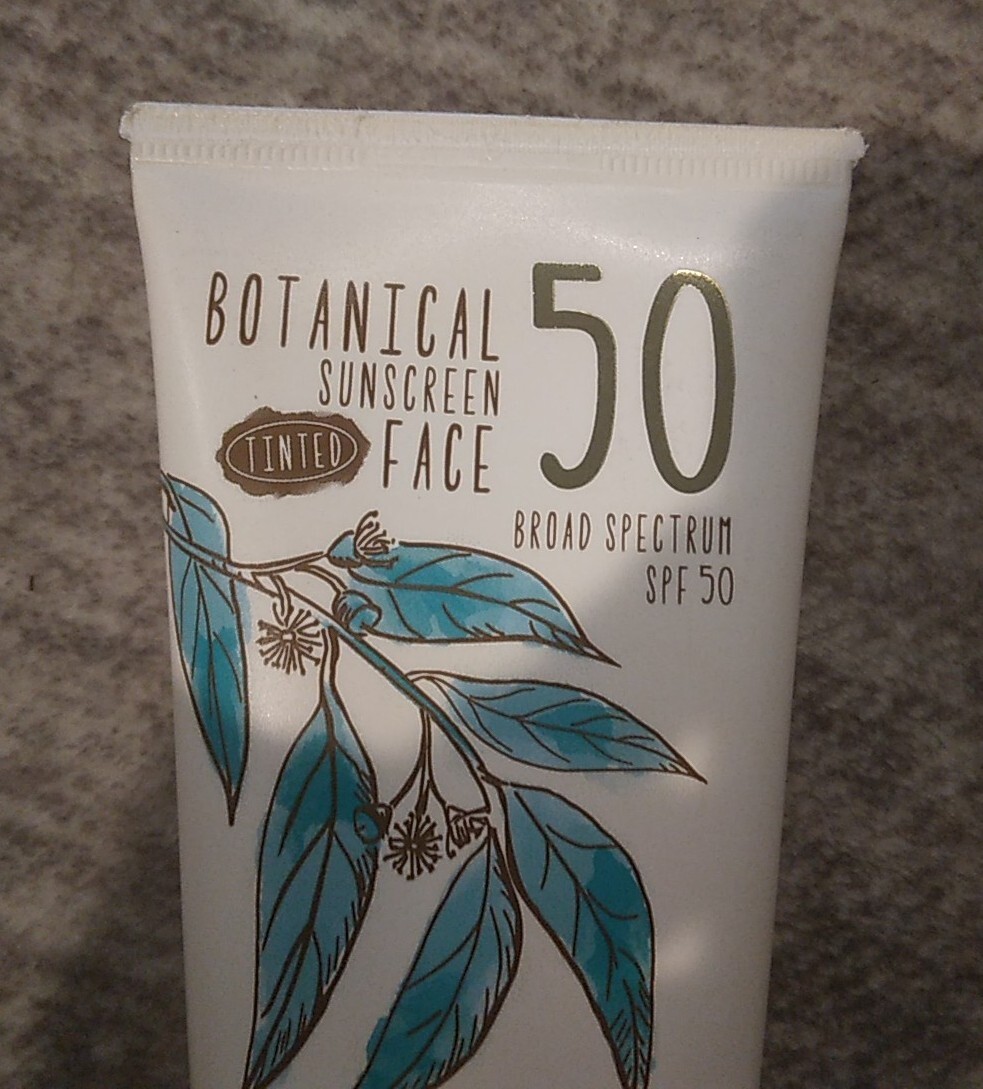 BOTANICAL
SUNSCREEN
TINTED FACE
50
BROAD SPECTRUM
SPF 50